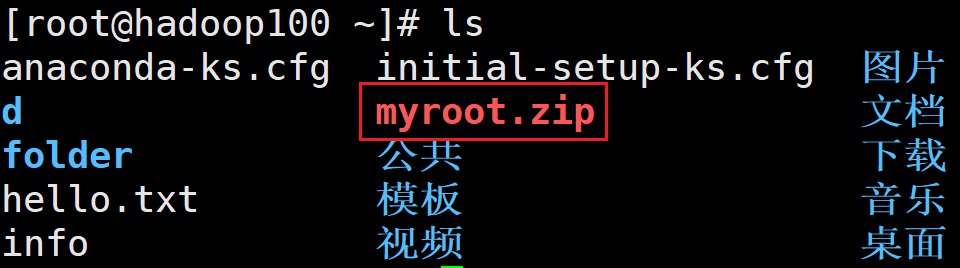 [root@hadoop100 ~]# ls
anaconda-ks.cfg  initial-setup-ks.cfg  图片
d                myroot.zip            文档
folder           公共                  下载
hello.txt        模板                  音乐
info             视频                  桌面